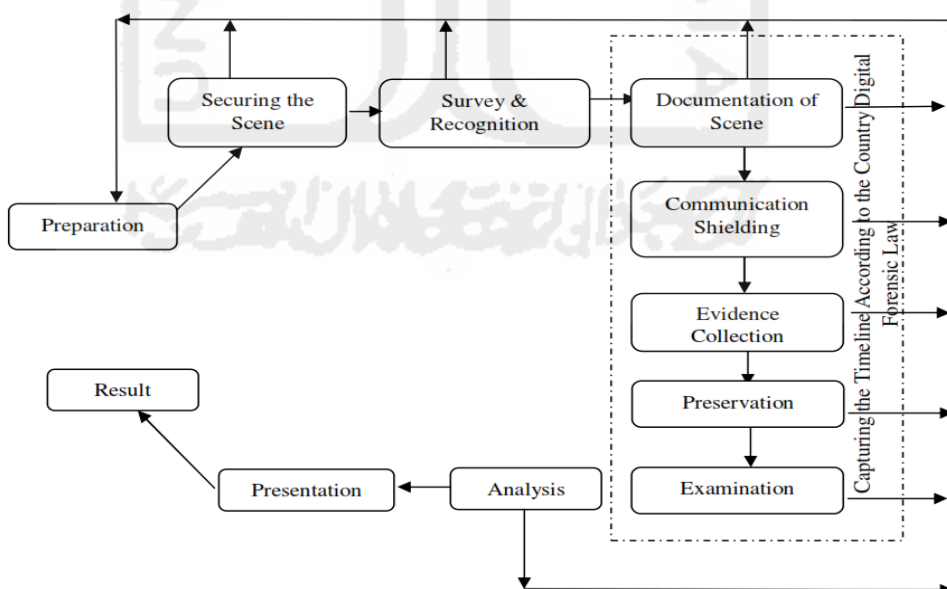 Securing the
Scene
Survey &
Recognition
Documentation of
Scene
Preparation
Communication
Shielding
Evidence
Collection
Preservation
Examination
Capturing the Timeline According to the Country Digital
Forensic Law
Result
Presentation
Analysis